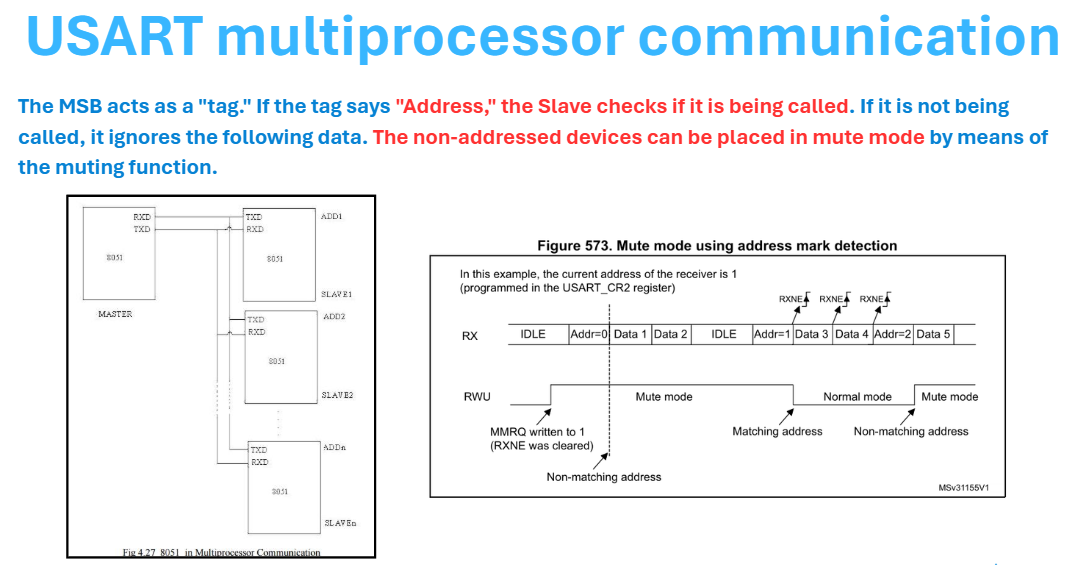 USART multiprocessor communication
The MSB acts as a "tag." If the tag says "Address," the Slave checks if it is being called. If it is not being
called, it ignores the following data. The non-addressed devices can be placed in mute mode by means of
the muting function.
RXD
TXD
8051
MASTER
TXD
RXD
8051
ADD1
SLAVE1
TXD
RXD
8051
ADD2
SLAVE2
TXD
RXD
8051
ADDn
SLAVEn
Fig 4.27 8051 in Multiprocessor Communication
Figure 573. Mute mode using address mark detection
In this example, the current address of the receiver is 1
(programmed in the USART_CR2 register)
RXNE RXNE RXNE
RX IDLE Addr=0 Data 1 Data 2 IDLE Addr=1 Data 3 Data 4 Addr=2 Data 5
RWU Mute mode Normal mode Mute mode
MMRQ written to 1
(RXNE was cleared)
Matching address Non-matching address
Non-matching address
MSv31155V1